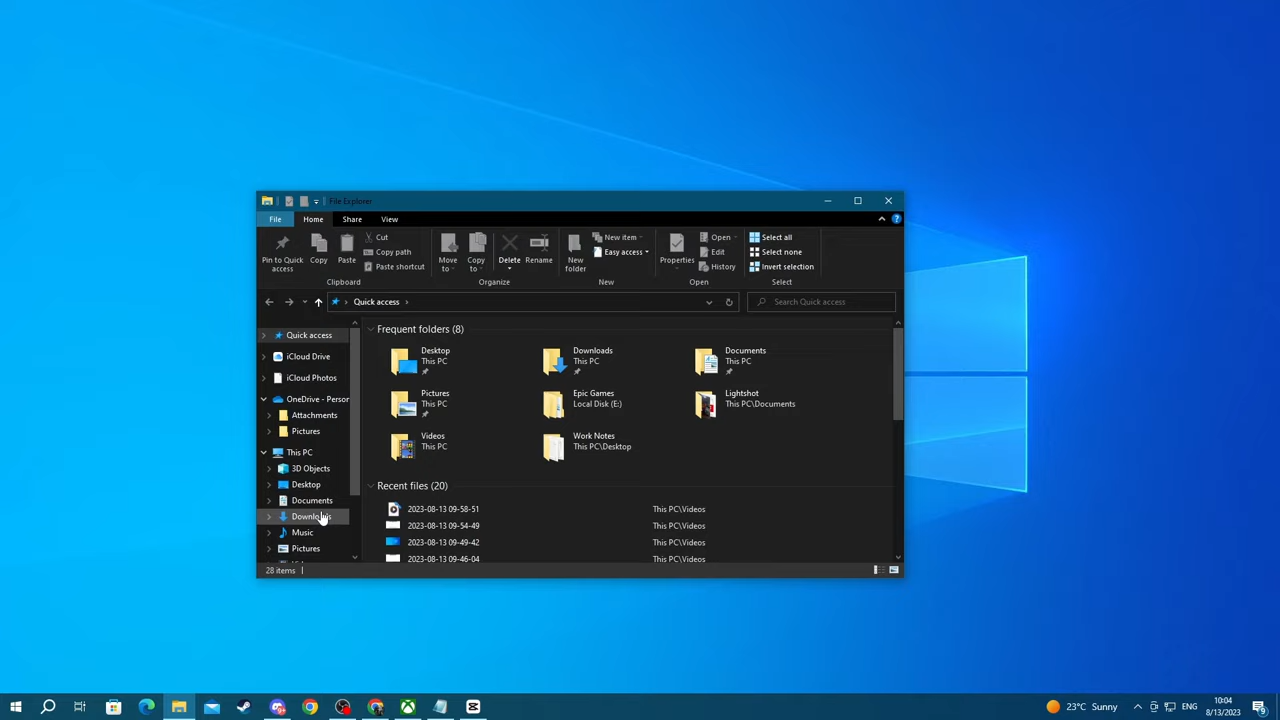 File Explorer
File Home Share View
Pin to Quick access
Copy
Paste
Cut
Copy path
Paste shortcut
Clipboard
Move to
Copy to
Delete
Rename
Organize
New folder
New item
Easy access
New
Properties
Open
Edit
History
Open
Select all
Select none
Invert selection
Select
Quick access
Search Quick access
Quick access
iCloud Drive
iCloud Photos
OneDrive - Person
Attachments
Pictures
This PC
3D Objects
Desktop
Documents
Downloads
Music
Pictures
Frequent folders (8)
Desktop
This PC
Downloads
This PC
Documents
This PC
Pictures
This PC
Epic Games
Local Disk (E:)
Lightshot
This PC\Documents
Videos
This PC
Work Notes
This PC\Desktop
Recent files (20)
2023-08-13 09-58-51 This PC\Videos
2023-08-13 09-54-49 This PC\Videos
2023-08-13 09-49-42 This PC\Videos
2023-08-13 09-46-04 This PC\Videos
28 items
23°C Sunny
ENG
10:04
8/13/2023
9